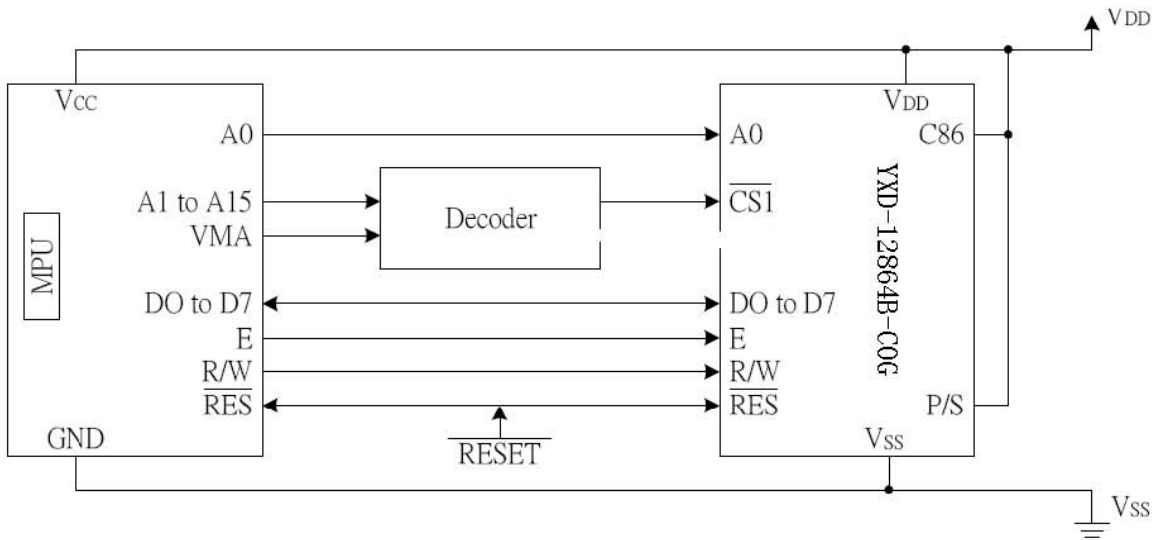 VDD
VCC
VDD
A0
A0
C86
A1 to A15
Decoder
CS1
VMA
MPU
YXD-12864B-COG
DO to D7
DO to D7
E
E
R/W
R/W
RES
RES
P/S
GND
RESET
VSS
VSS